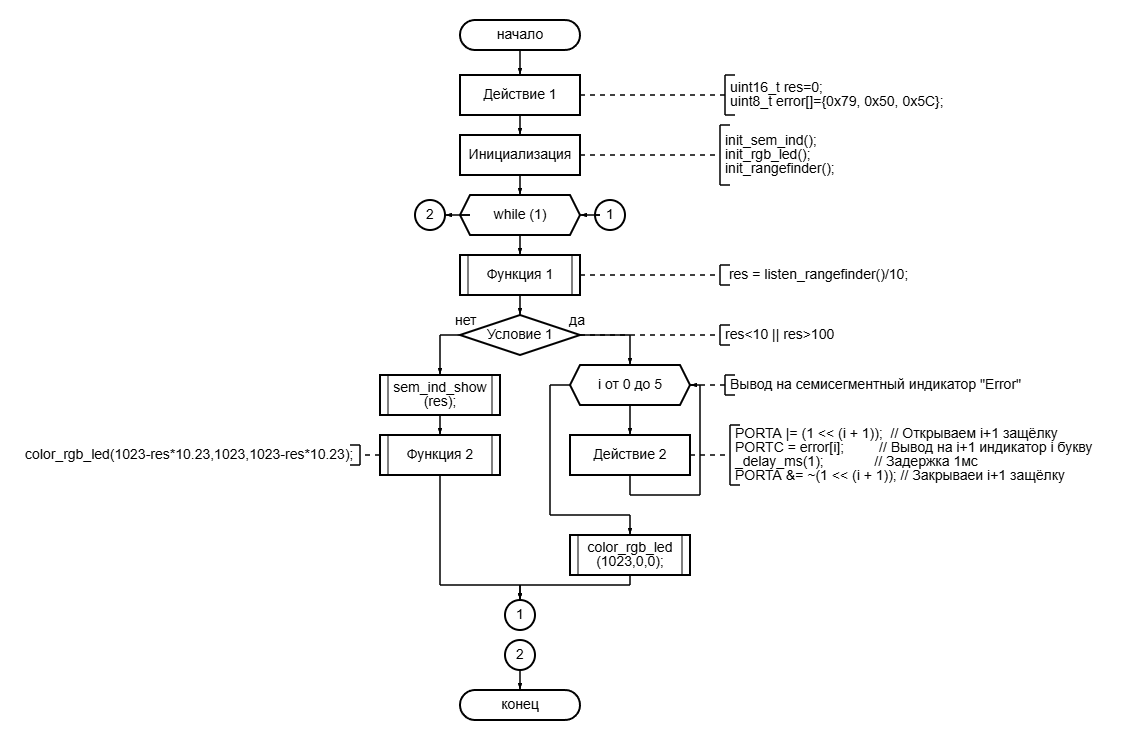 начало
Действие 1
uint16_t res=0;
uint8_t error[]={0x79, 0x50, 0x5C};
Инициализация
init_sem_ind();
init_rgb_led();
init_rangefinder();
2
while (1)
1
Функция 1
res = listen_rangefinder()/10;
нет
да
Условие 1
res<10 || res>100
sem_ind_show
(res);
i от 0 до 5
Вывод на семисегментный индикатор "Error"
color_rgb_led(1023-res*10.23,1023,1023-res*10.23);
Функция 2
Действие 2
PORTA |= (1 << (i + 1));  // Открываем i+1 защёлку
PORTC = error[i];         // Вывод на i+1 индикатор i букву
_delay_ms(1);             // Задержка 1мс
PORTA &= ~(1 << (i + 1)); // Закрываеи i+1 защёлку
color_rgb_led
(1023,0,0);
1
2
конец